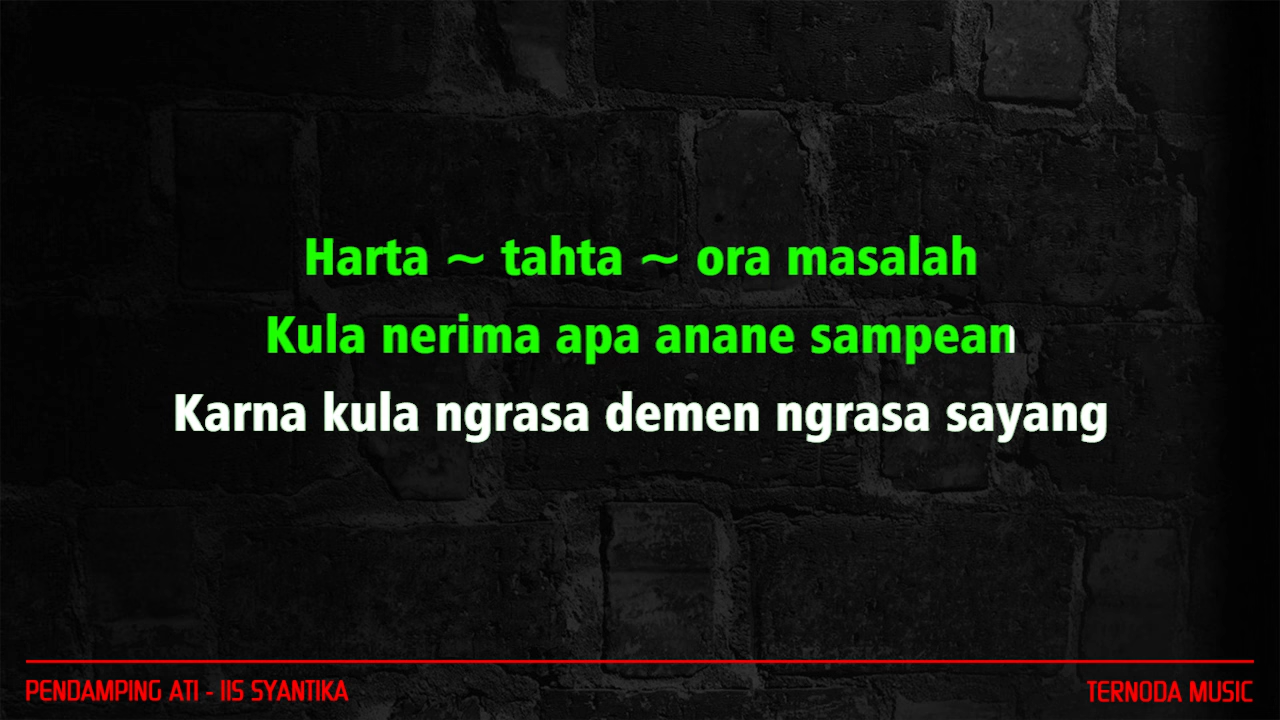 Harta ~ tahta ~ ora masalah
Kula nerima apa anane sampean
Karna kula ngrasa demen ngrasa sayang
PENDAMPING ATI - IIS SYANTIKA
TERNODA MUSIC